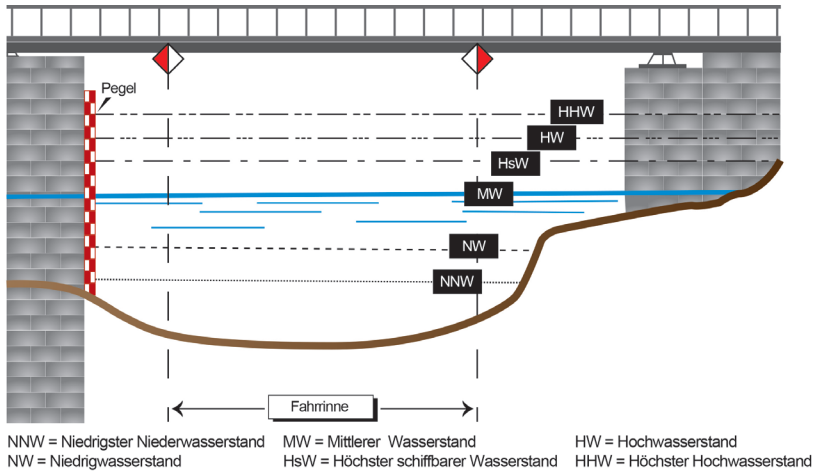 Pegel
HHW
HW
HsW
MW
NW
NNW
Fahrrinne
NNW = Niedrigster Niederwasserstand
NW = Niedrigwasserstand
MW = Mittlerer Wasserstand
HsW = Höchster schiffbarer Wasserstand
HW = Hochwasserstand
HHW = Höchster Hochwasserstand